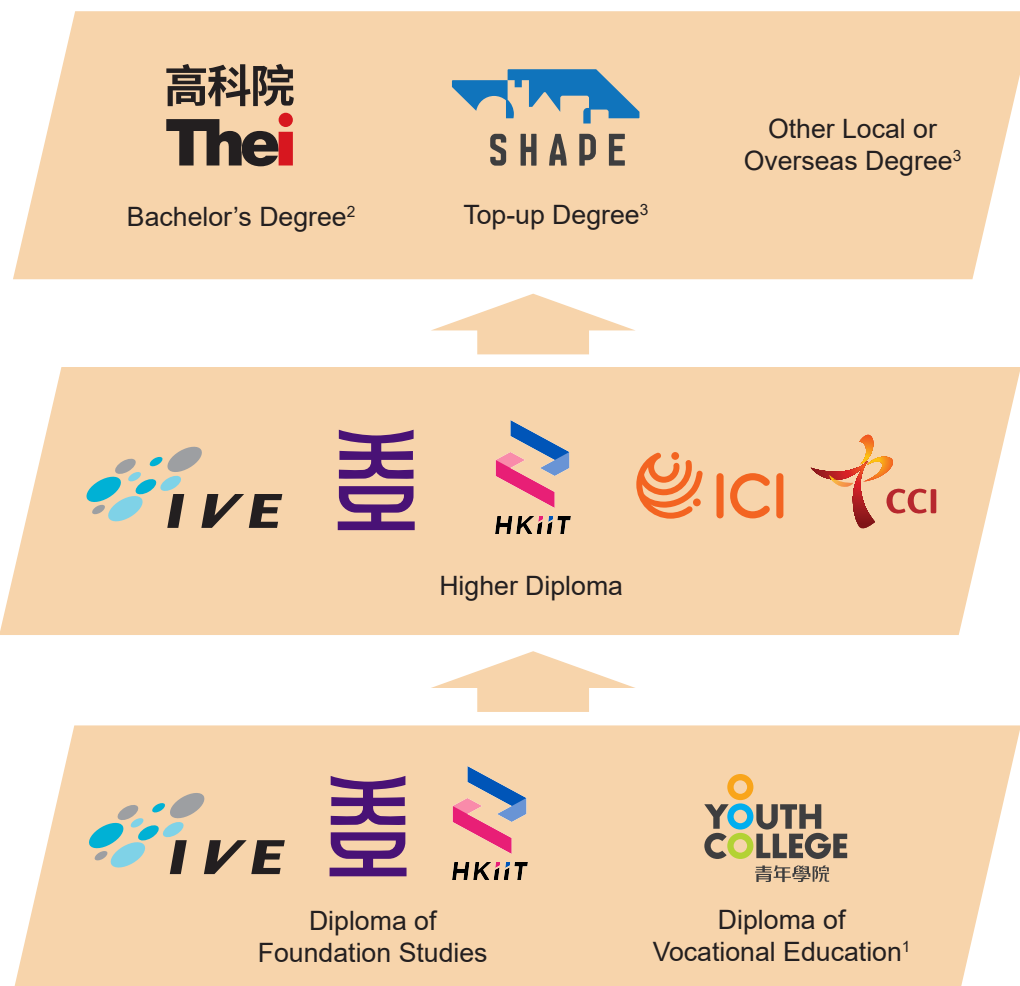 高科院
Thei
SHAPE
Other Local or
Overseas Degree³
Bachelor’s Degree²
Top-up Degree³
IVE
HKiiT
ICI
CCI
Higher Diploma
IVE
HKiiT
YOUTH
COLLEGE
青年學院
Diploma of
Foundation Studies
Diploma of
Vocational Education¹